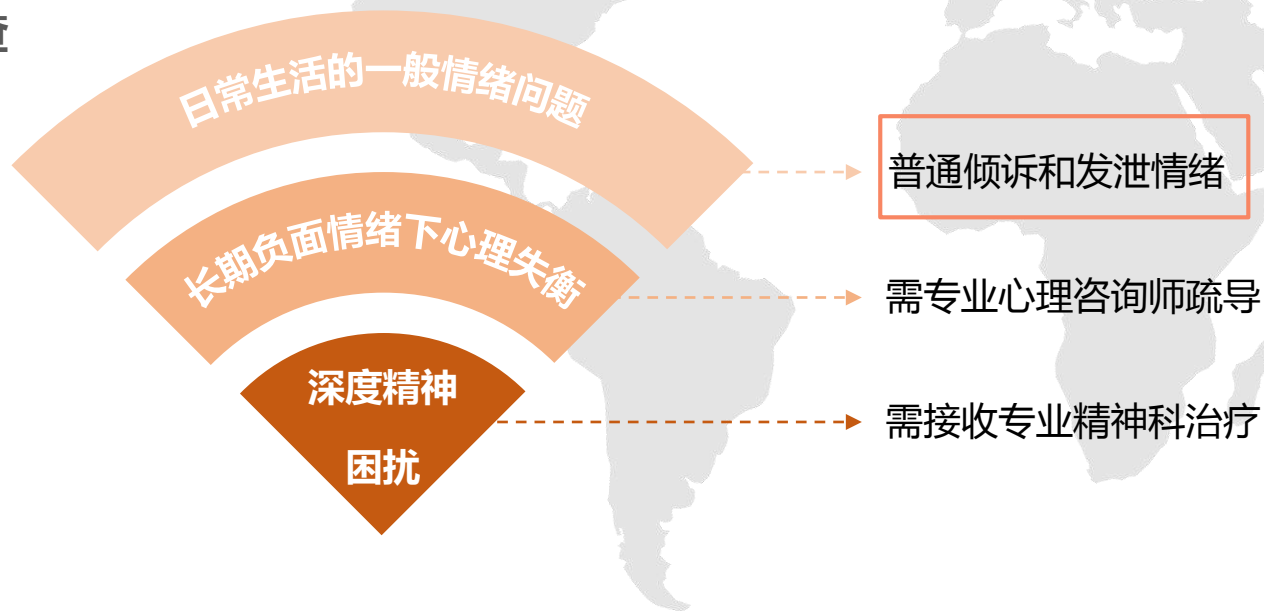 查
日常生活的一般情绪问题
普通倾诉和发泄情绪
长期负面情绪下心理失衡
需专业心理咨询师疏导
深度精神
困扰
需接收专业精神科治疗